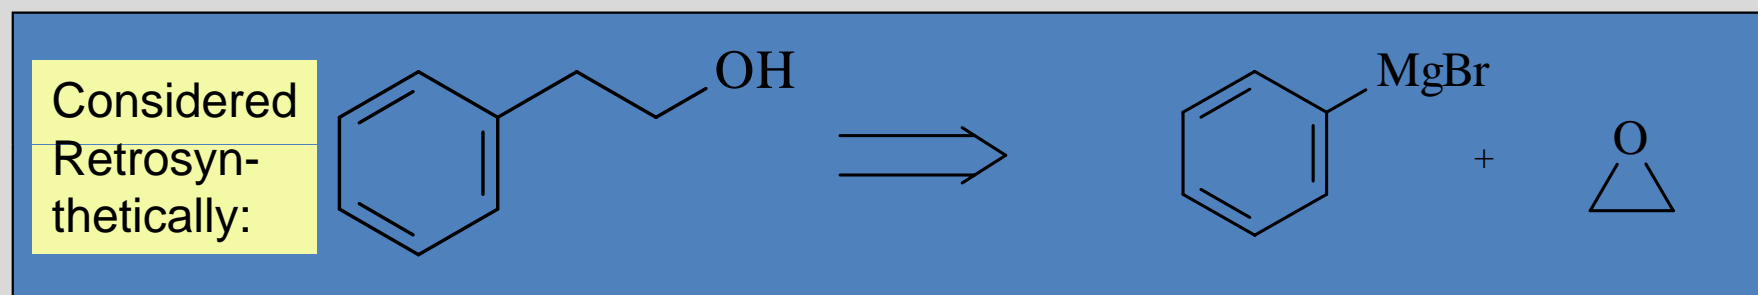 Considered
Retrosyn-
thetically:
OH
MgBr
+
O